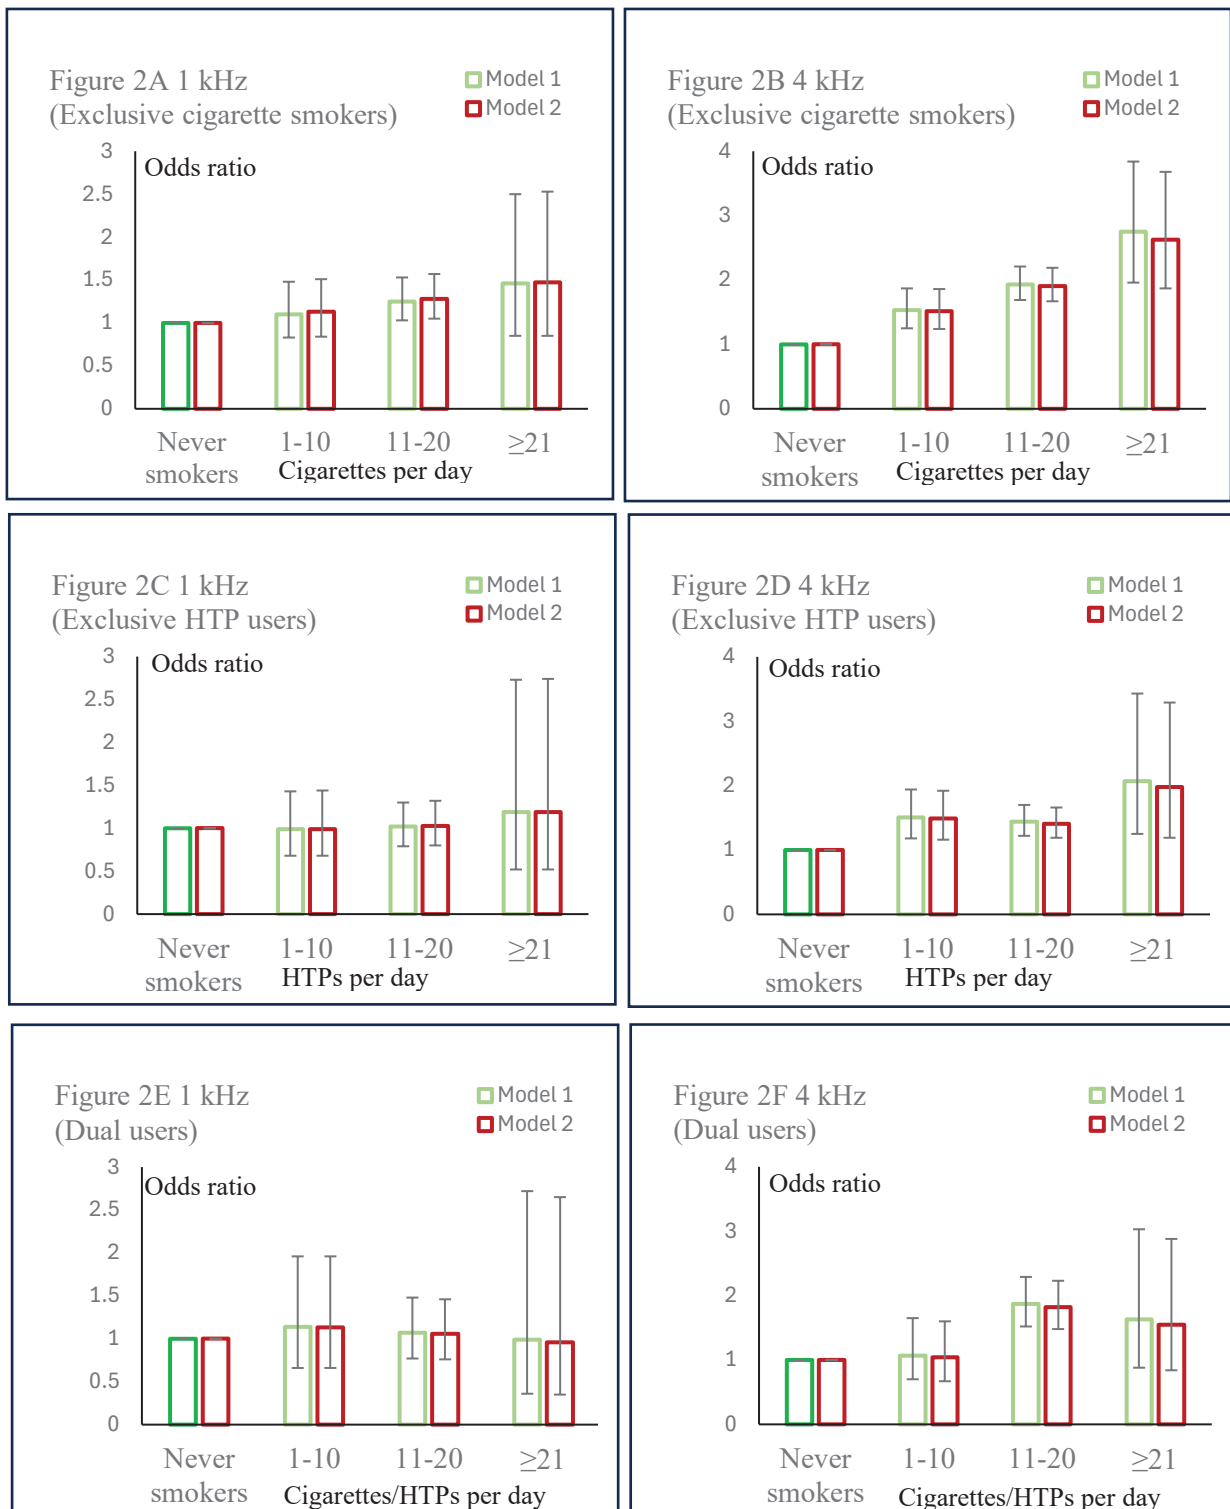 Figure 2A 1 kHz
(Exclusive cigarette smokers)
Model 1
Model 2
Odds ratio
3
2.5
2
1.5
1
0.5
0
Never smokers
1-10
11-20
≥21
Cigarettes per day
Figure 2B 4 kHz
(Exclusive cigarette smokers)
Model 1
Model 2
Odds ratio
4
3
2
1
0
Never smokers
1-10
11-20
≥21
Cigarettes per day
Figure 2C 1 kHz
(Exclusive HTP users)
Model 1
Model 2
Odds ratio
3
2.5
2
1.5
1
0.5
0
Never smokers
1-10
11-20
≥21
HTPs per day
Figure 2D 4 kHz
(Exclusive HTP users)
Model 1
Model 2
Odds ratio
4
3
2
1
0
Never smokers
1-10
11-20
≥21
HTPs per day
Figure 2E 1 kHz
(Dual users)
Model 1
Model 2
Odds ratio
3
2.5
2
1.5
1
0.5
0
Never smokers
1-10
11-20
≥21
Cigarettes/HTPs per day
Figure 2F 4 kHz
(Dual users)
Model 1
Model 2
Odds ratio
4
3
2
1
0
Never smokers
1-10
11-20
≥21
Cigarettes/HTPs per day